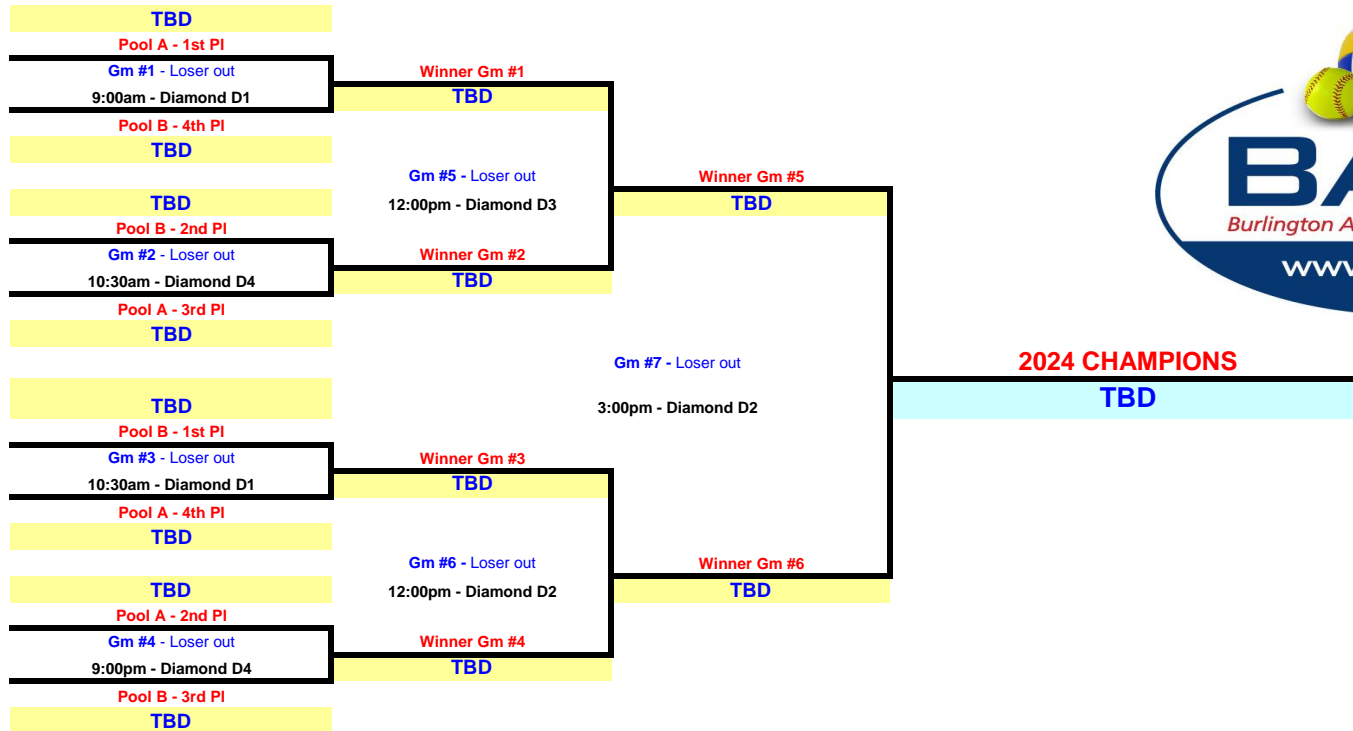 TBD
Pool A - 1st Pl
Gm #1 - Loser out
9:00am - Diamond D1
Pool B - 4th Pl
TBD
TBD
Pool B - 2nd Pl
Gm #2 - Loser out
10:30am - Diamond D4
Pool A - 3rd Pl
TBD
TBD
Pool B - 1st Pl
Gm #3 - Loser out
10:30am - Diamond D1
Pool A - 4th Pl
TBD
TBD
Pool A - 2nd Pl
Gm #4 - Loser out
9:00pm - Diamond D4
Pool B - 3rd Pl
TBD
Winner Gm #1
TBD
Gm #5 - Loser out
12:00pm - Diamond D3
Winner Gm #2
TBD
Winner Gm #3
TBD
Gm #6 - Loser out
12:00pm - Diamond D2
Winner Gm #4
TBD
Winner Gm #5
TBD
Gm #7 - Loser out
3:00pm - Diamond D2
Winner Gm #6
TBD
2024 CHAMPIONS
TBD
Burlington